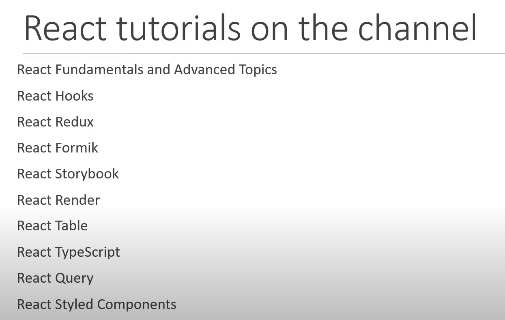 React tutorials on the channel
React Fundamentals and Advanced Topics
React Hooks
React Redux
React Formik
React Storybook
React Render
React Table
React TypeScript
React Query
React Styled Components